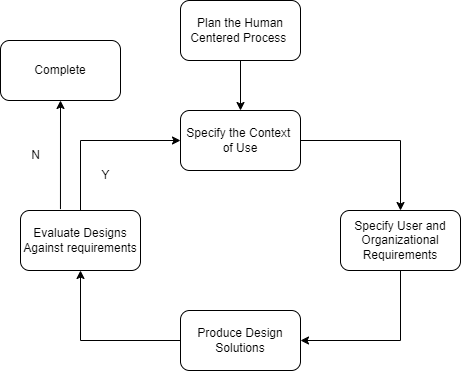 Plan the Human
Centered Process
Complete
Specify the Context
of Use
N
Y
Evaluate Designs
Against requirements
Specify User and
Organizational
Requirements
Produce Design
Solutions